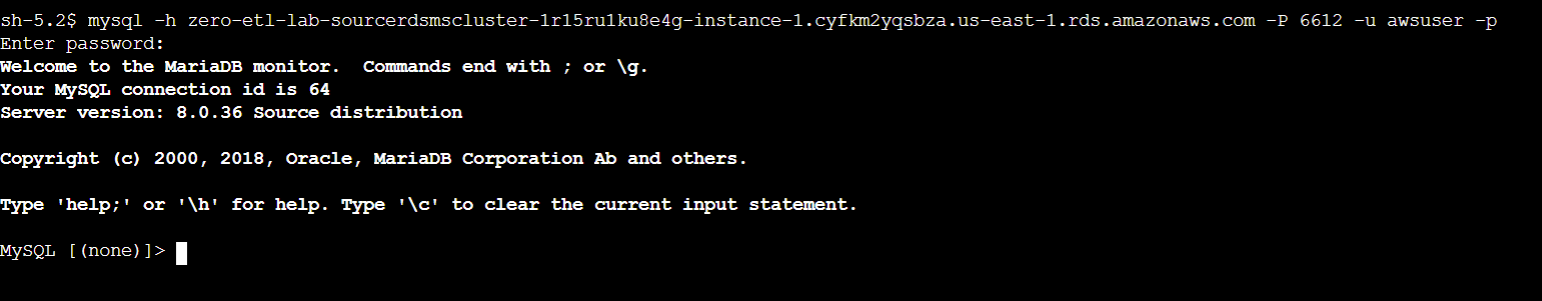 sh-5.2$ mysql -h zero-etl-lab-sourcerdsmscluster-1r15ru1ku8e4g-instance-1.cyfkm2yqsbza.us-east-1.rds.amazonaws.com -P 6612 -u awsuser -p
Enter password:
Welcome to the MariaDB monitor.  Commands end with ; or \g.
Your MySQL connection id is 64
Server version: 8.0.36 Source distribution
Copyright (c) 2000, 2018, Oracle, MariaDB Corporation Ab and others.
Type 'help;' or '\h' for help. Type '\c' to clear the current input statement.
MySQL [(none)]>